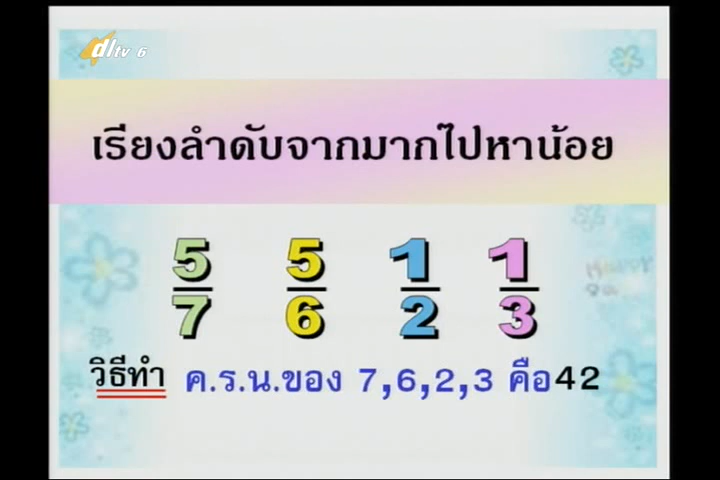 dltv 6
เรียงลำดับจากมากไปหาน้อย
5 5 1 1
7 6 2 3
วิธีทำ ค.ร.น.ของ 7,6,2,3 คือ42